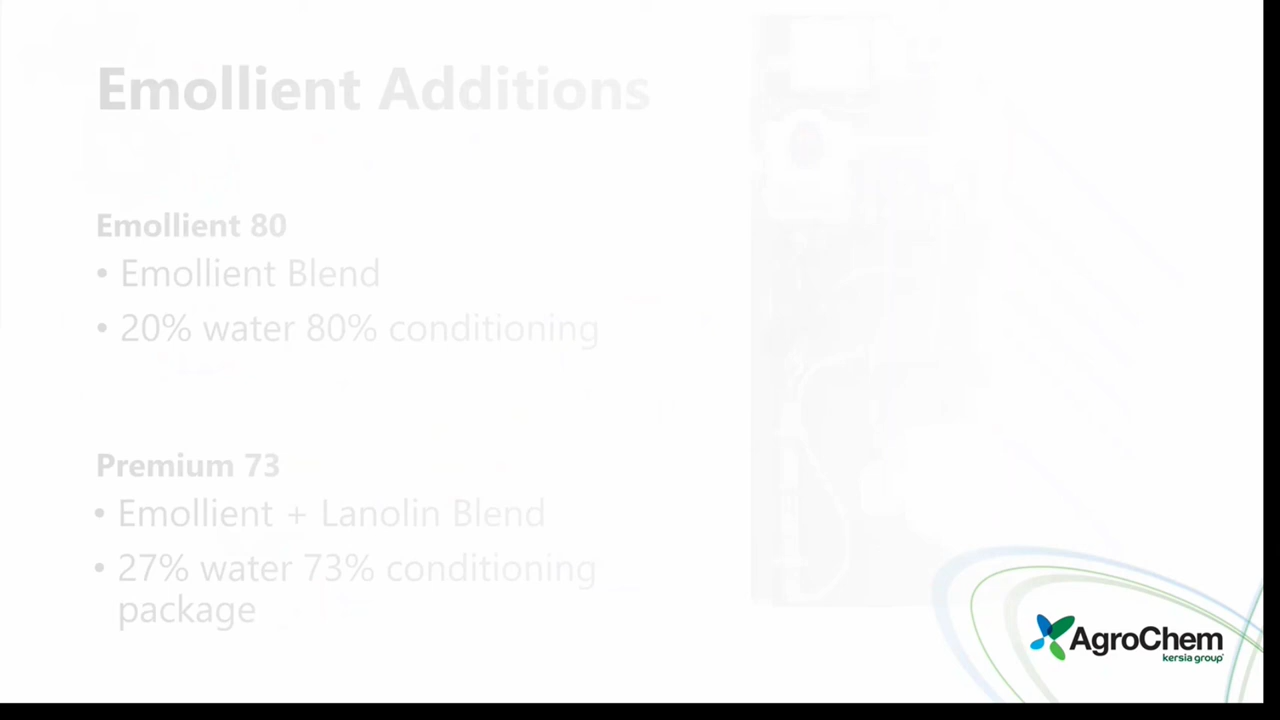 Emollient Additions
Emollient 80
• Emollient Blend
• 20% water 80% conditioning
Premium 73
• Emollient + Lanolin Blend
• 27% water 73% conditioning
package
AgroChem
kersia group